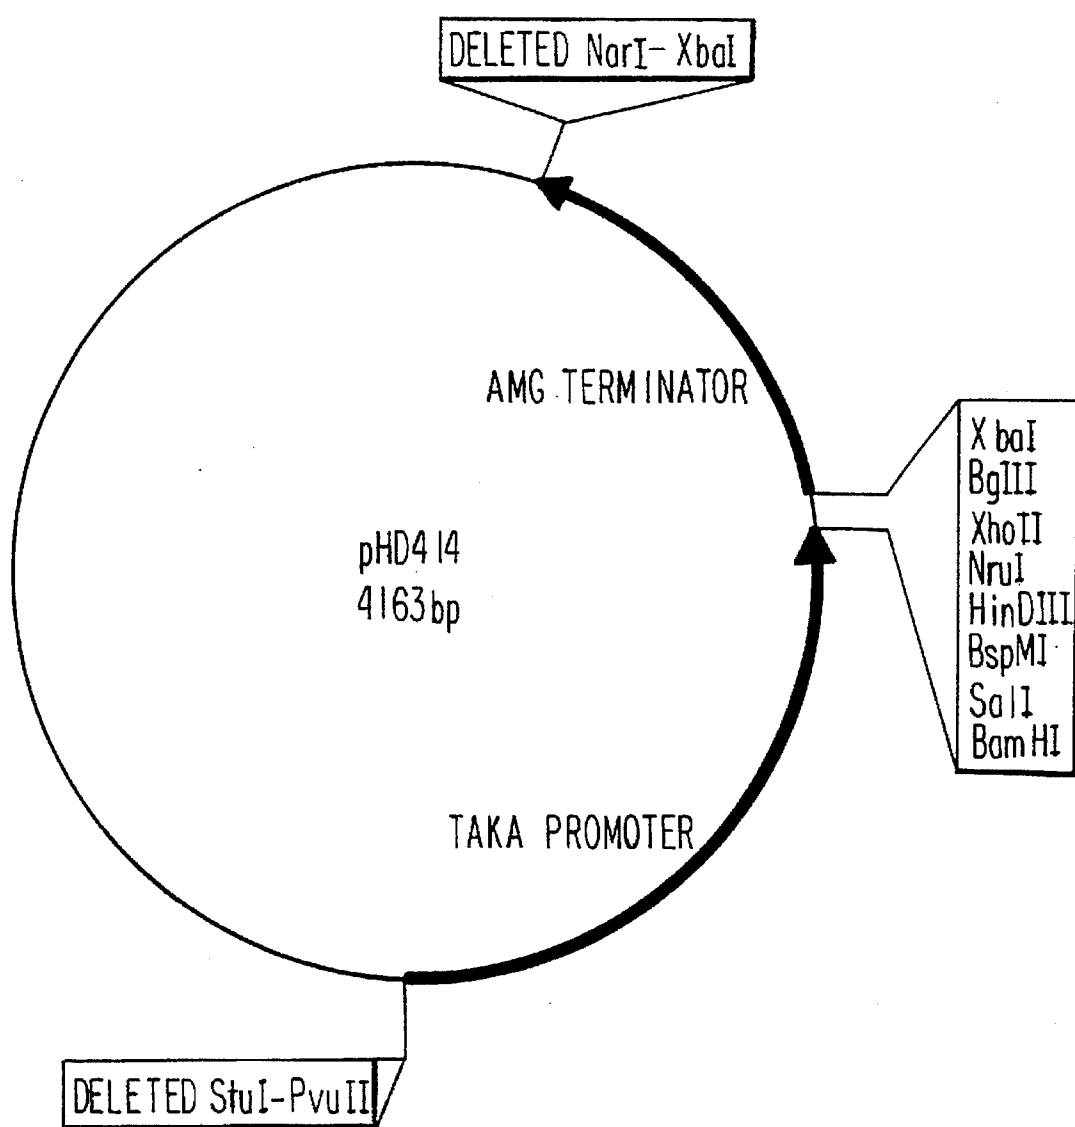 DELETED NarI-XbaI
AMG TERMINATOR
XbaI
BglII
XhoII
NruI
HinDIII
BspMI
SalI
BamHI
pHD414
4163bp
TAKA PROMOTER
DELETED StuI-PvuII